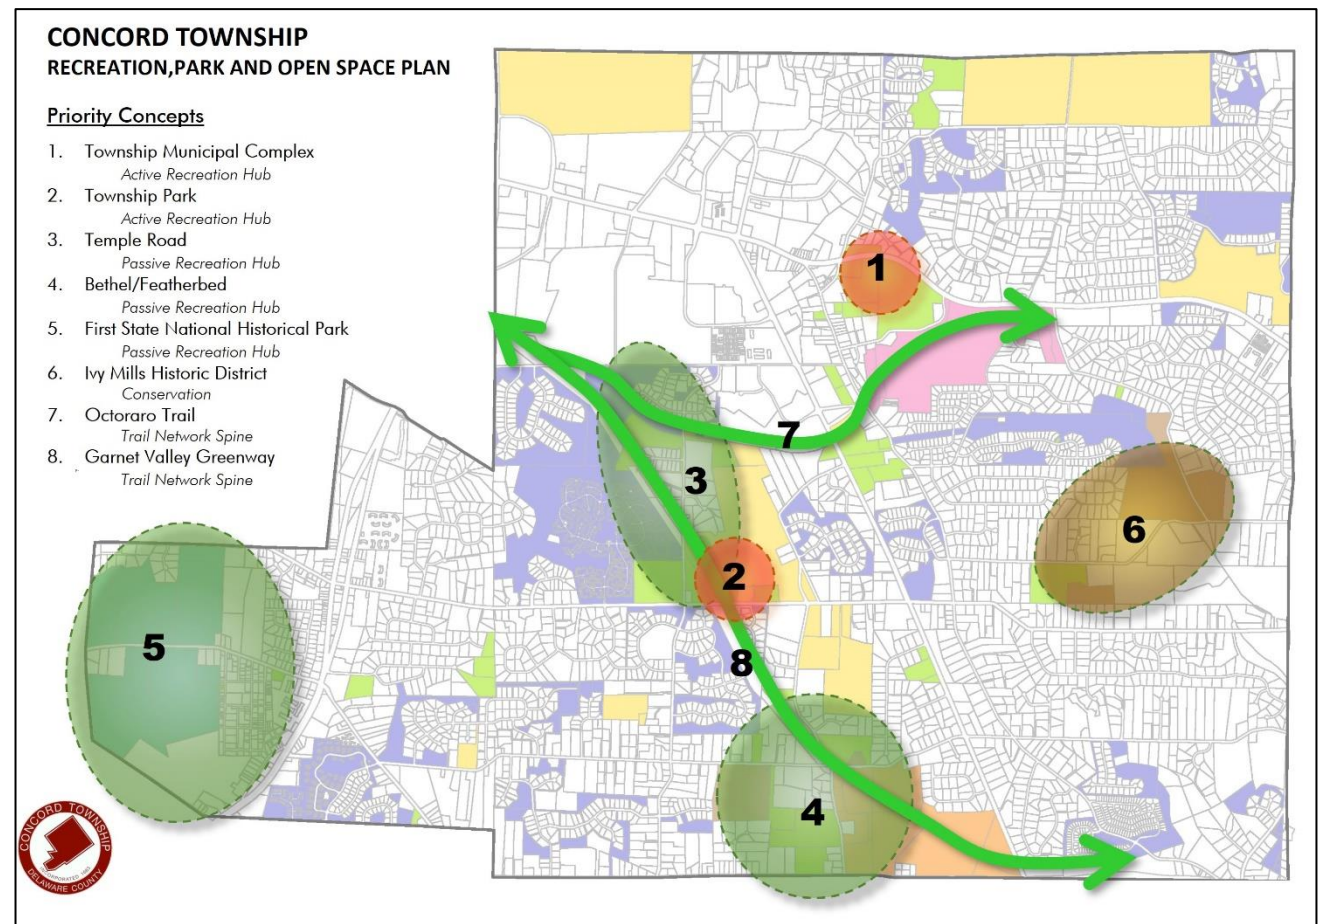 CONCORD TOWNSHIP
RECREATION,PARK AND OPEN SPACE PLAN
Priority Concepts
1. Township Municipal Complex
Active Recreation Hub
2. Township Park
Active Recreation Hub
3. Temple Road
Passive Recreation Hub
4. Bethel/Featherbed
Passive Recreation Hub
5. First State National Historical Park
Passive Recreation Hub
6. Ivy Mills Historic District
Conservation
7. Octoraro Trail
Trail Network Spine
8. Garnet Valley Greenway
Trail Network Spine
1
7
3
6
2
5
8
4
CONCORD TOWNSHIP
INCORPORATED
DELAWARE COUNTY